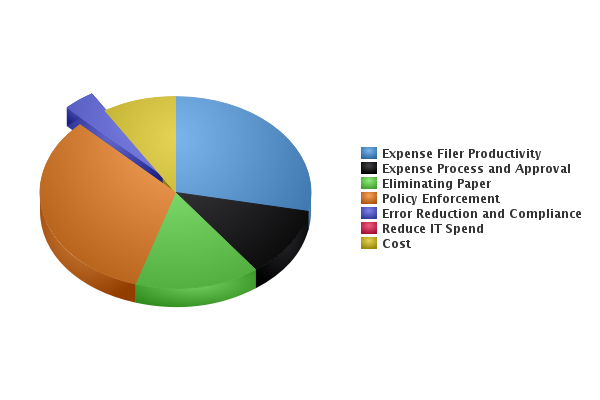 Expense Filer Productivity
Expense Process and Approval
Eliminating Paper
Policy Enforcement
Error Reduction and Compliance
Reduce IT Spend
Cost